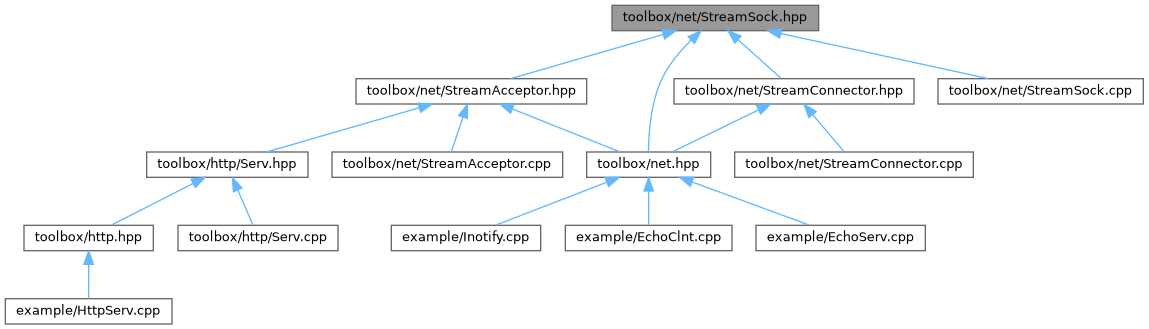 toolbox/net/StreamSock.hpp
toolbox/net/StreamAcceptor.hpp
toolbox/net/StreamConnector.hpp
toolbox/net/StreamSock.cpp
toolbox/http/Serv.hpp
toolbox/net/StreamAcceptor.cpp
toolbox/net.hpp
toolbox/net/StreamConnector.cpp
toolbox/http.hpp
toolbox/http/Serv.cpp
example/Inotify.cpp
example/EchoClnt.cpp
example/EchoServ.cpp
example/HttpServ.cpp